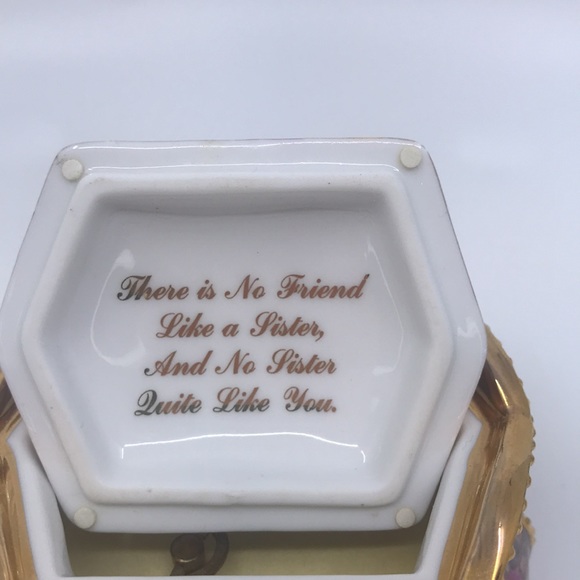 There is No Friend
Like a Sister,
And No Sister
Quite Like You.